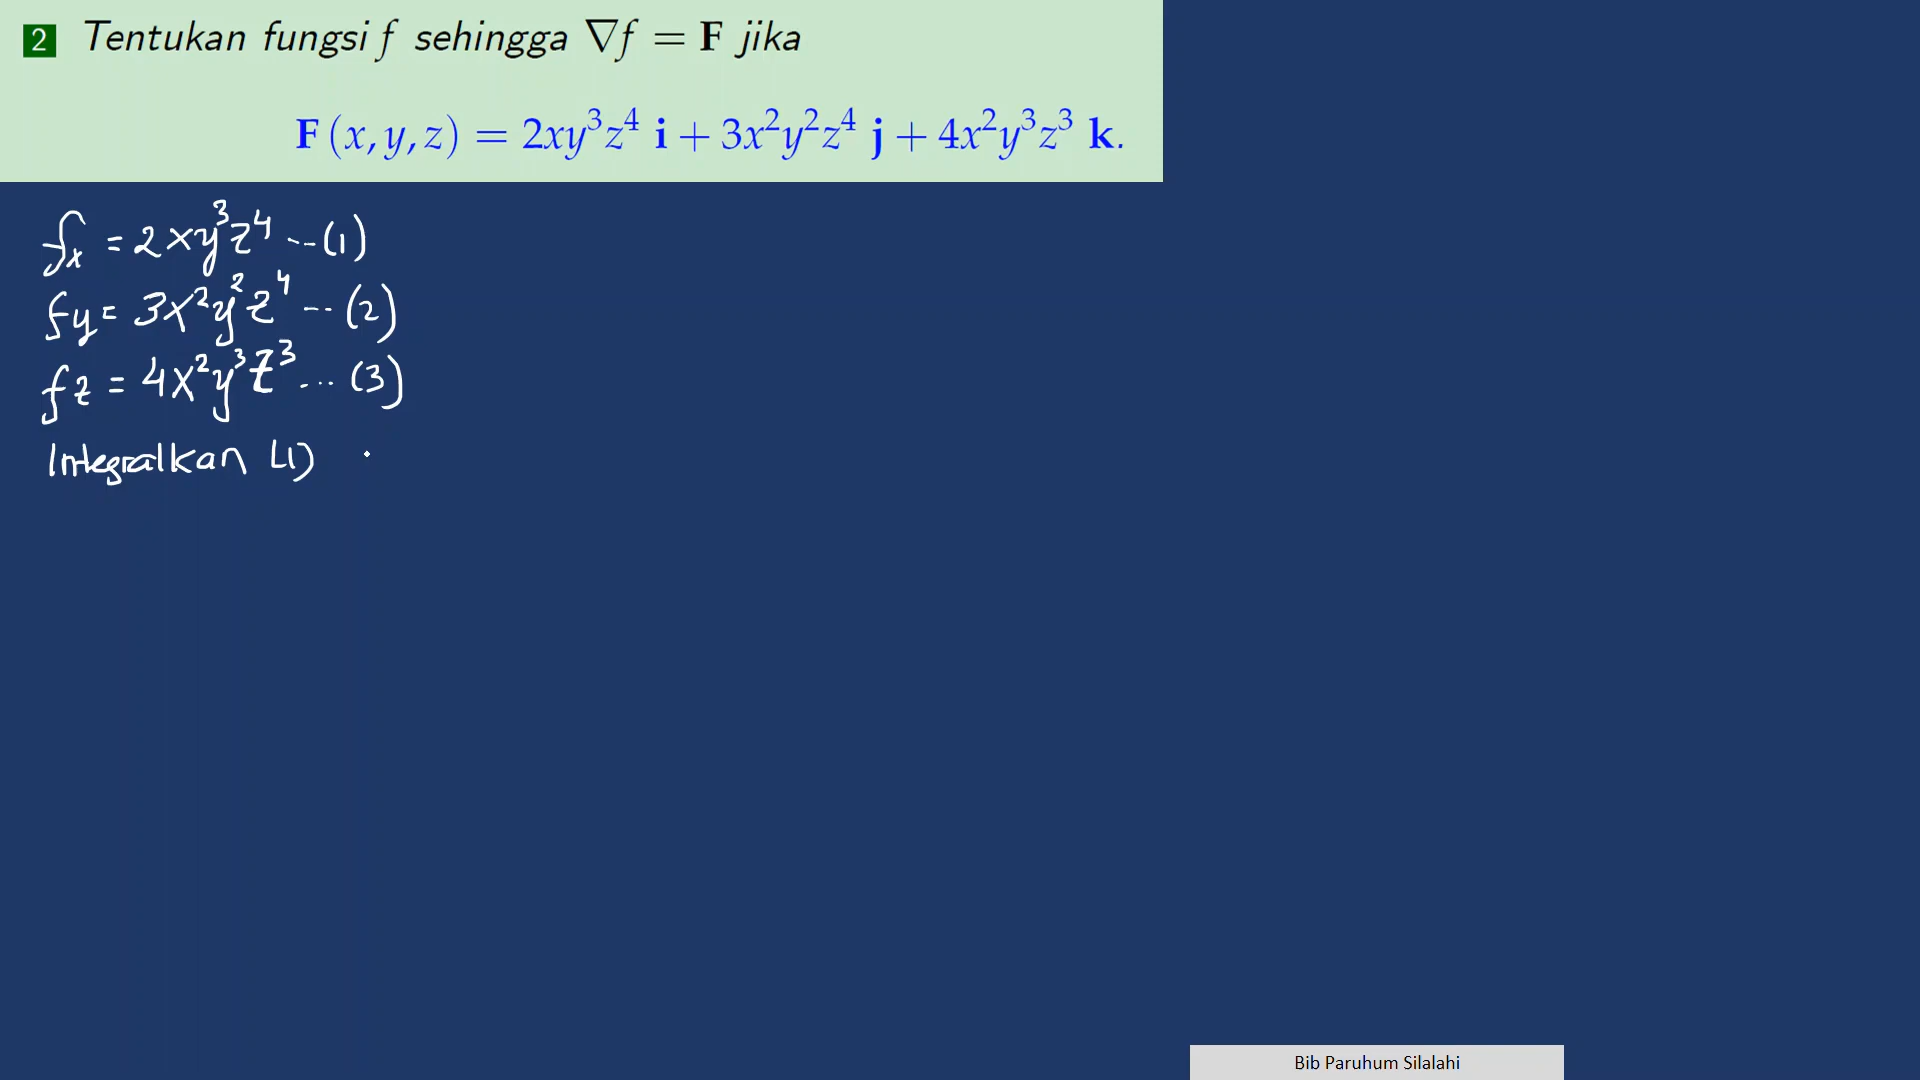 2 Tentukan fungsi f sehingga ∇f = F jika
F (x, y, z) = 2xy³z⁴ i + 3x²y²z⁴ j + 4x²y³z³ k.
fx = 2xy³z⁴ --- (1)
fy = 3x²y²z⁴ --- (2)
fz = 4x²y³z³ ... (3)
Integralkan (1)
Bib Paruhum Silalahi